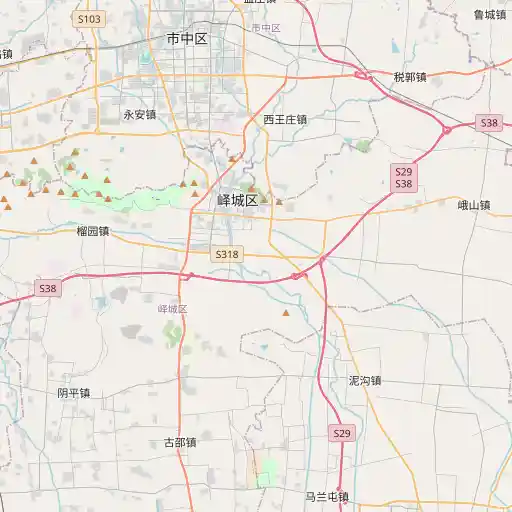 鲁城镇
S103
市中区
市中区
税郭镇
永安镇
西王庄镇
S38
S29
S38
峄城区
峨山镇
榴园镇
S318
S38
峄城区
泥沟镇
阴平镇
S29
古邵镇
马兰屯镇